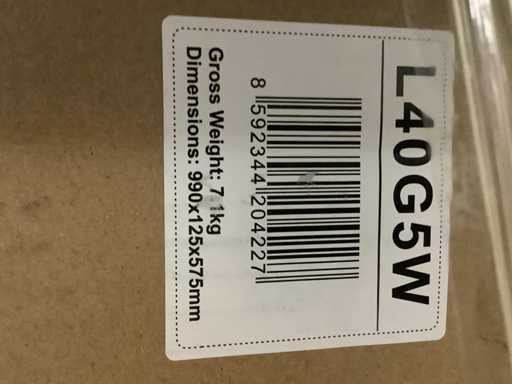 L40G5W
8 592344 204227
Gross Weight: 7.1kg
Dimensions: 990x125x575mm